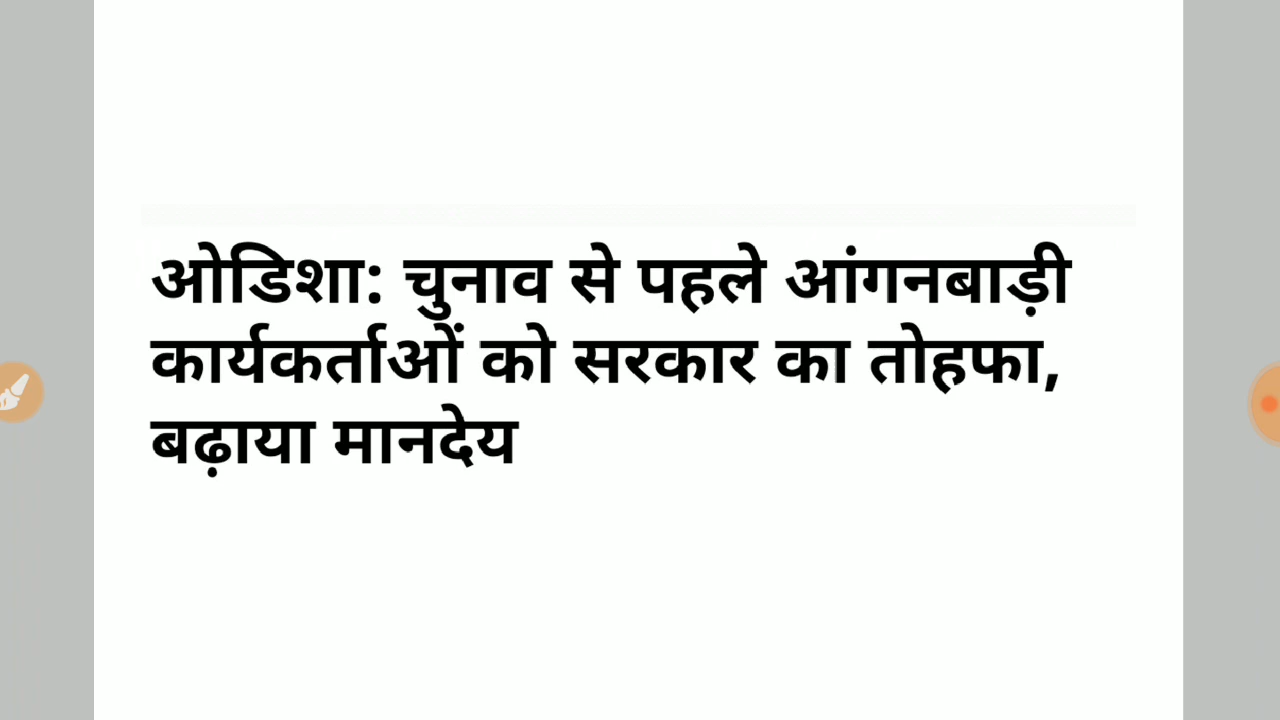 ओडिशा: चुनाव से पहले आंगनबाड़ी
कार्यकर्ताओं को सरकार का तोहफा,
बढ़ाया मानदेय